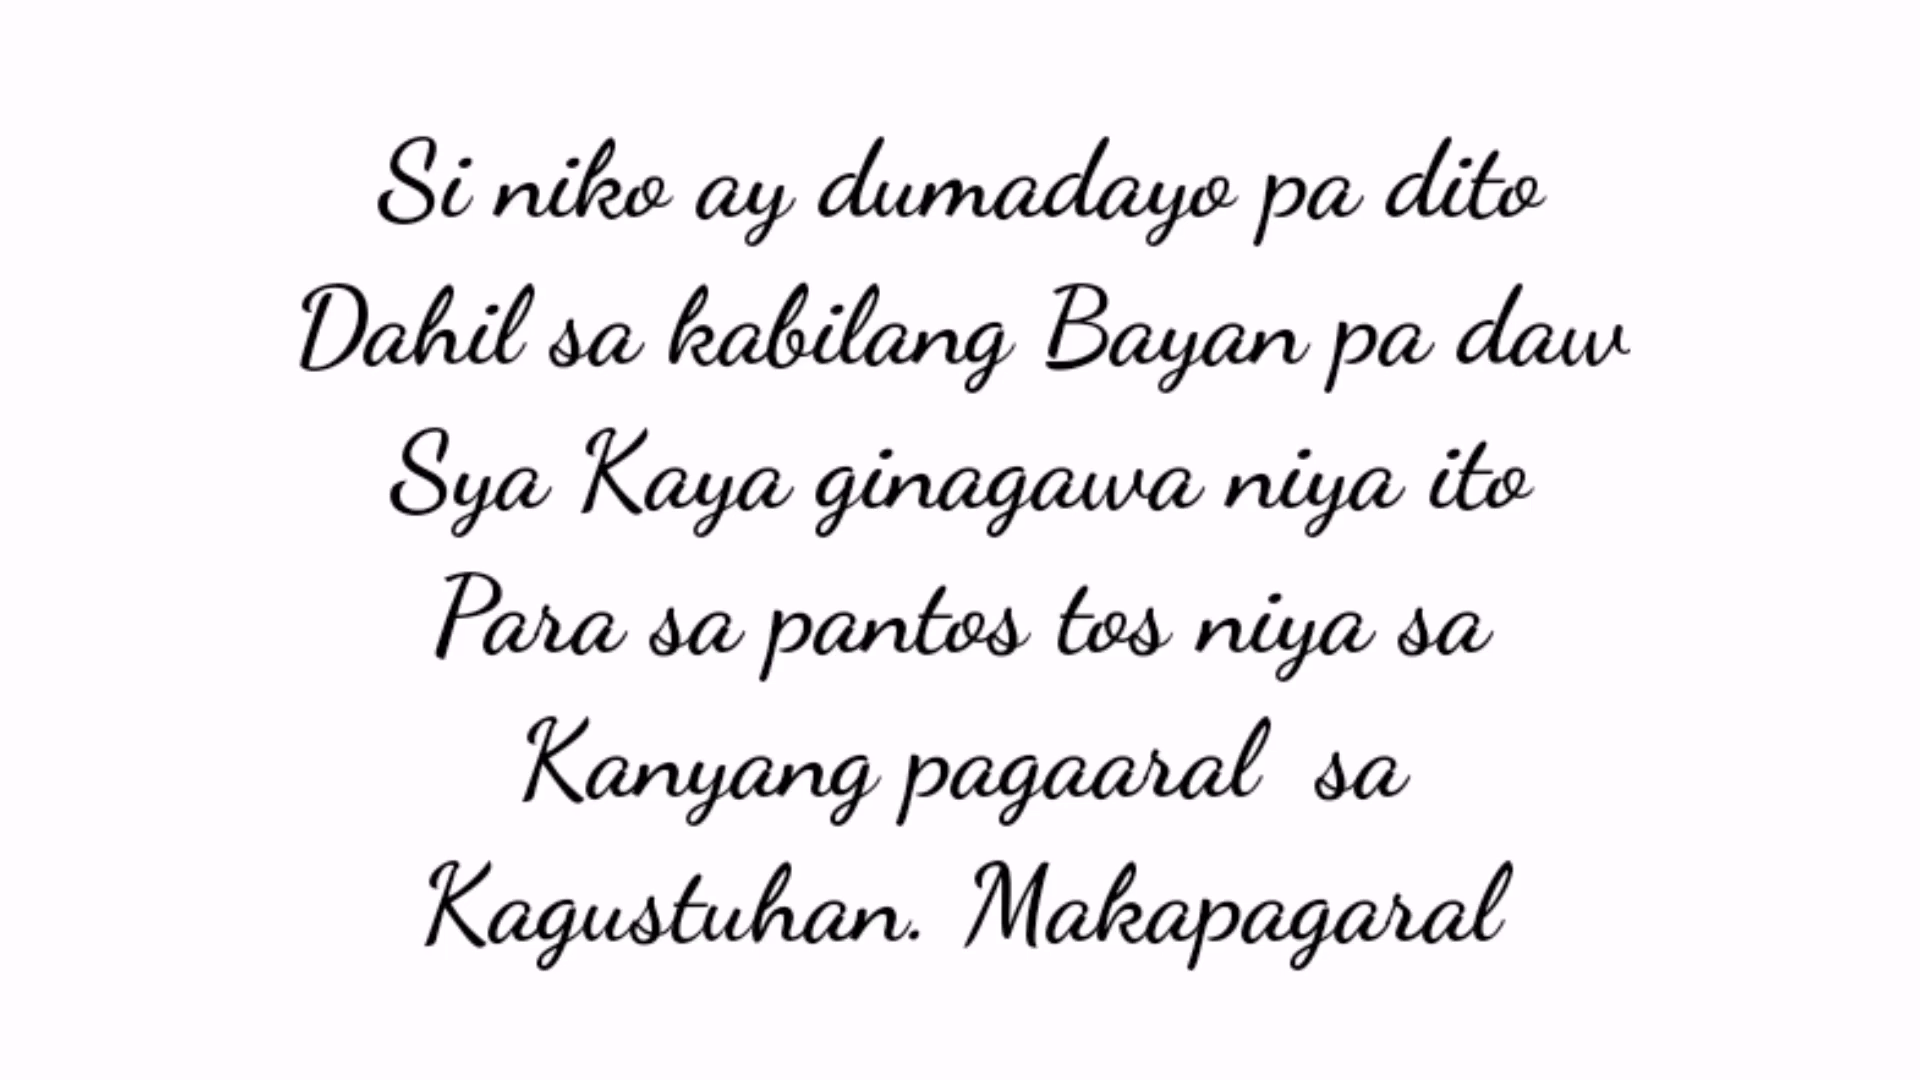 Si niko ay dumadayo pa dito
Dahil sa kabilang Bayan pa daw
Sya Kaya ginagawa niya ito
Para sa pantos tos niya sa
Kanyang pagaaral sa
Kagustuhan. Makapagaral